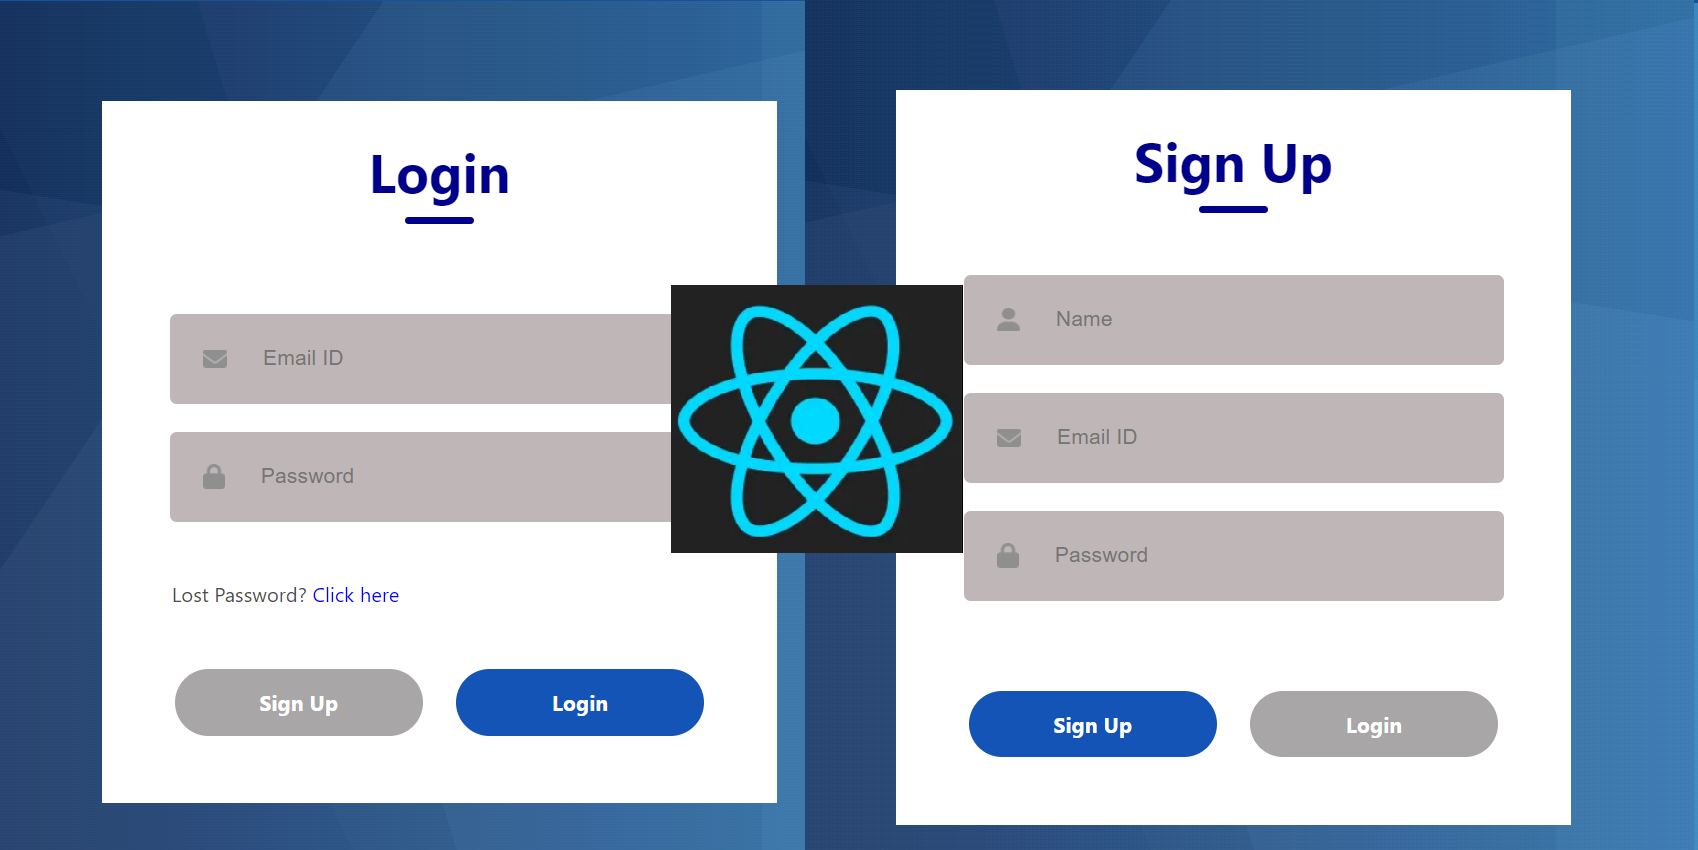 Login
Email ID
Password
Lost Password? Click here
Sign Up
Login
Sign Up
Name
Email ID
Password
Sign Up
Login